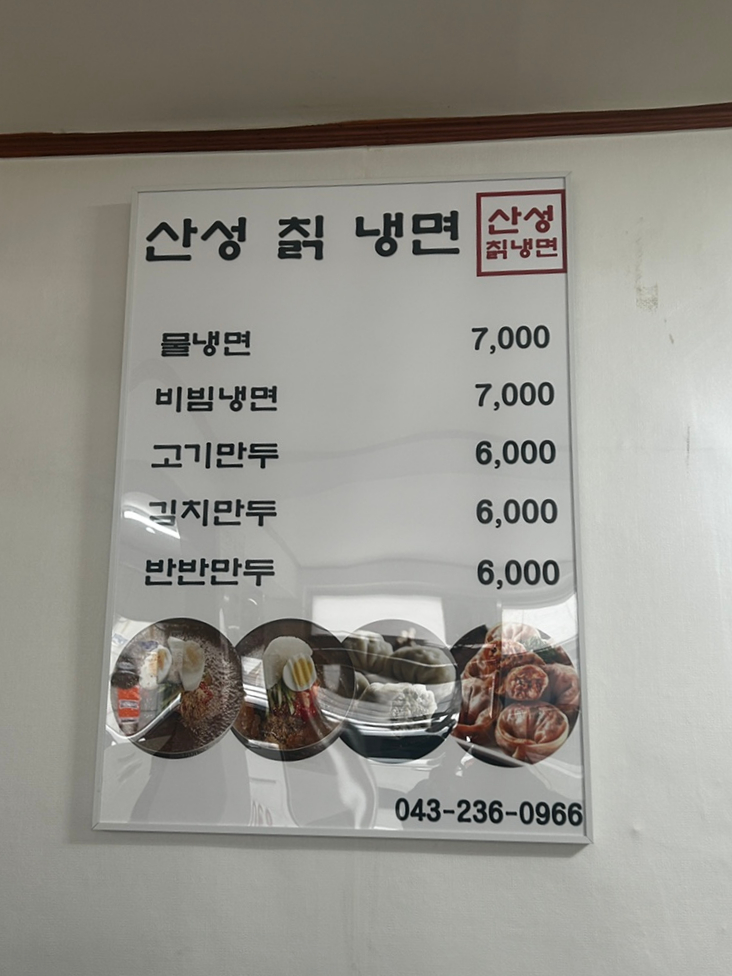 산성 칡 냉면
산성
칡냉면
물냉면 7,000
비빔냉면 7,000
고기만두 6,000
김치만두 6,000
반반만두 6,000
043-236-0966